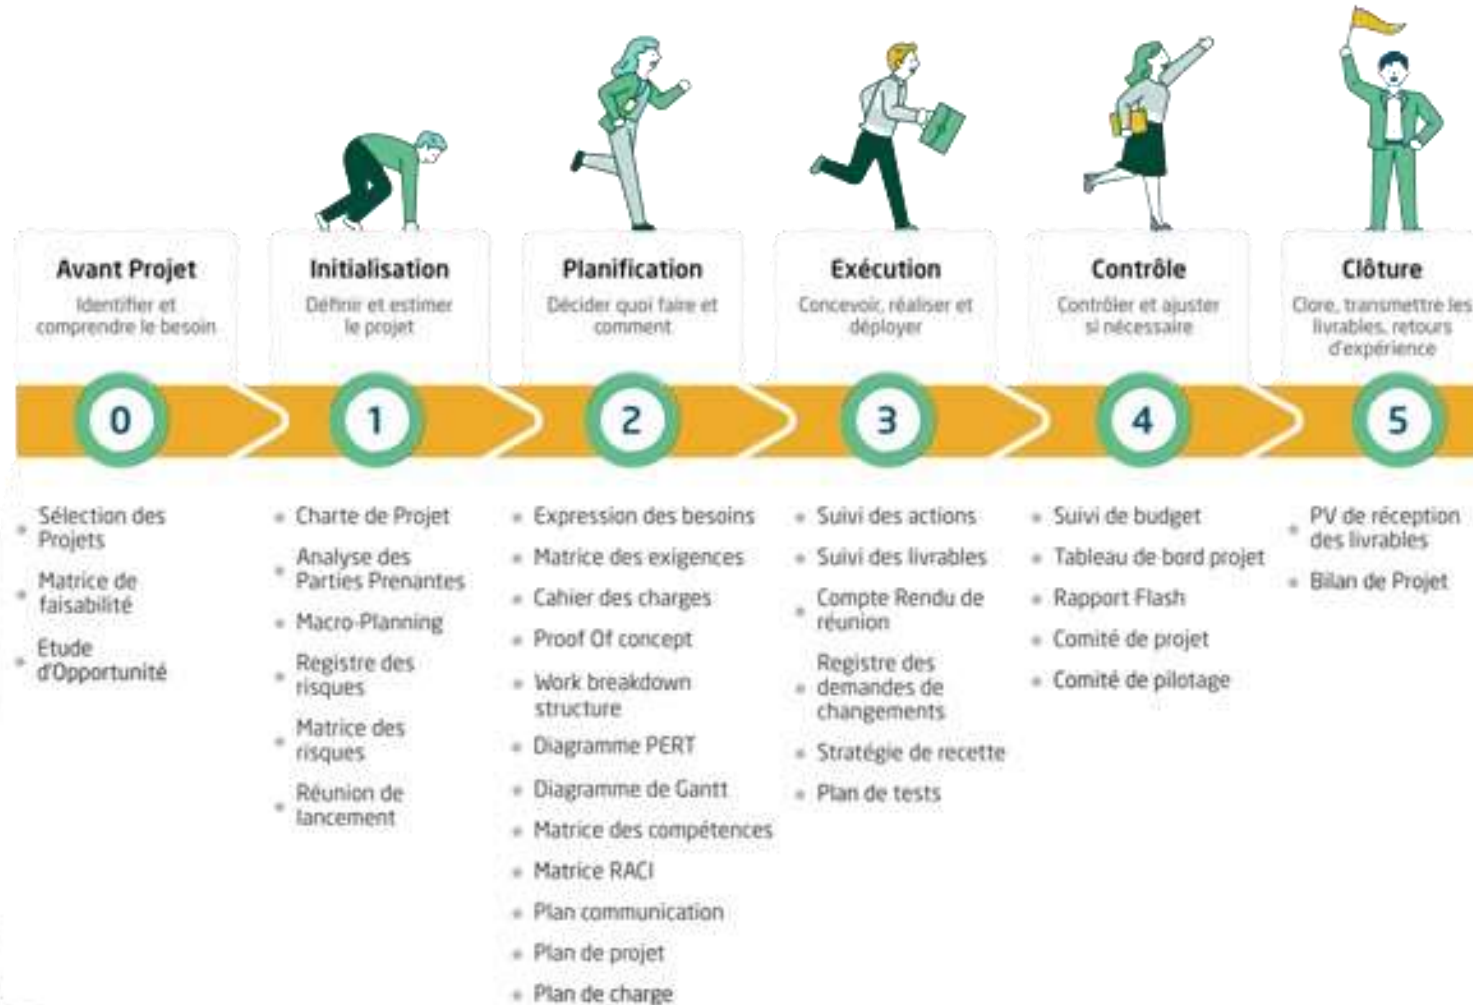 Avant Projet
Identifier et
comprendre le besoin
0
Sélection des
Projets
Matrice de
faisabilité
Etude
d'Opportunité
Initialisation
Définir et estimer
le projet
1
Charte de Projet
Analyse des
Parties Prenantes
Macro-Planning
Registre des
risques
Matrice des
risques
Réunion de
lancement
Planification
Décider quoi faire et
comment
2
Expression des besoins
Matrice des exigences
Cahier des charges
Proof Of concept
Work breakdown
structure
Diagramme PERT
Diagramme de Gantt
Matrice des compétences
Matrice RACI
Plan communication
Plan de projet
Plan de charge
Exécution
Concevoir, réaliser et
déployer
3
Suivi des actions
Suivi des livrables
Compte Rendu de
réunion
Registre des
demandes de
changements
Stratégie de recette
Plan de tests
Contrôle
Contrôler et ajuster
si nécessaire
4
Suivi de budget
Tableau de bord projet
Rapport Flash
Comité de projet
Comité de pilotage
Clôture
Clore, transmettre les
livrables, retours
d'expérience
5
PV de réception
des livrables
Bilan de Projet